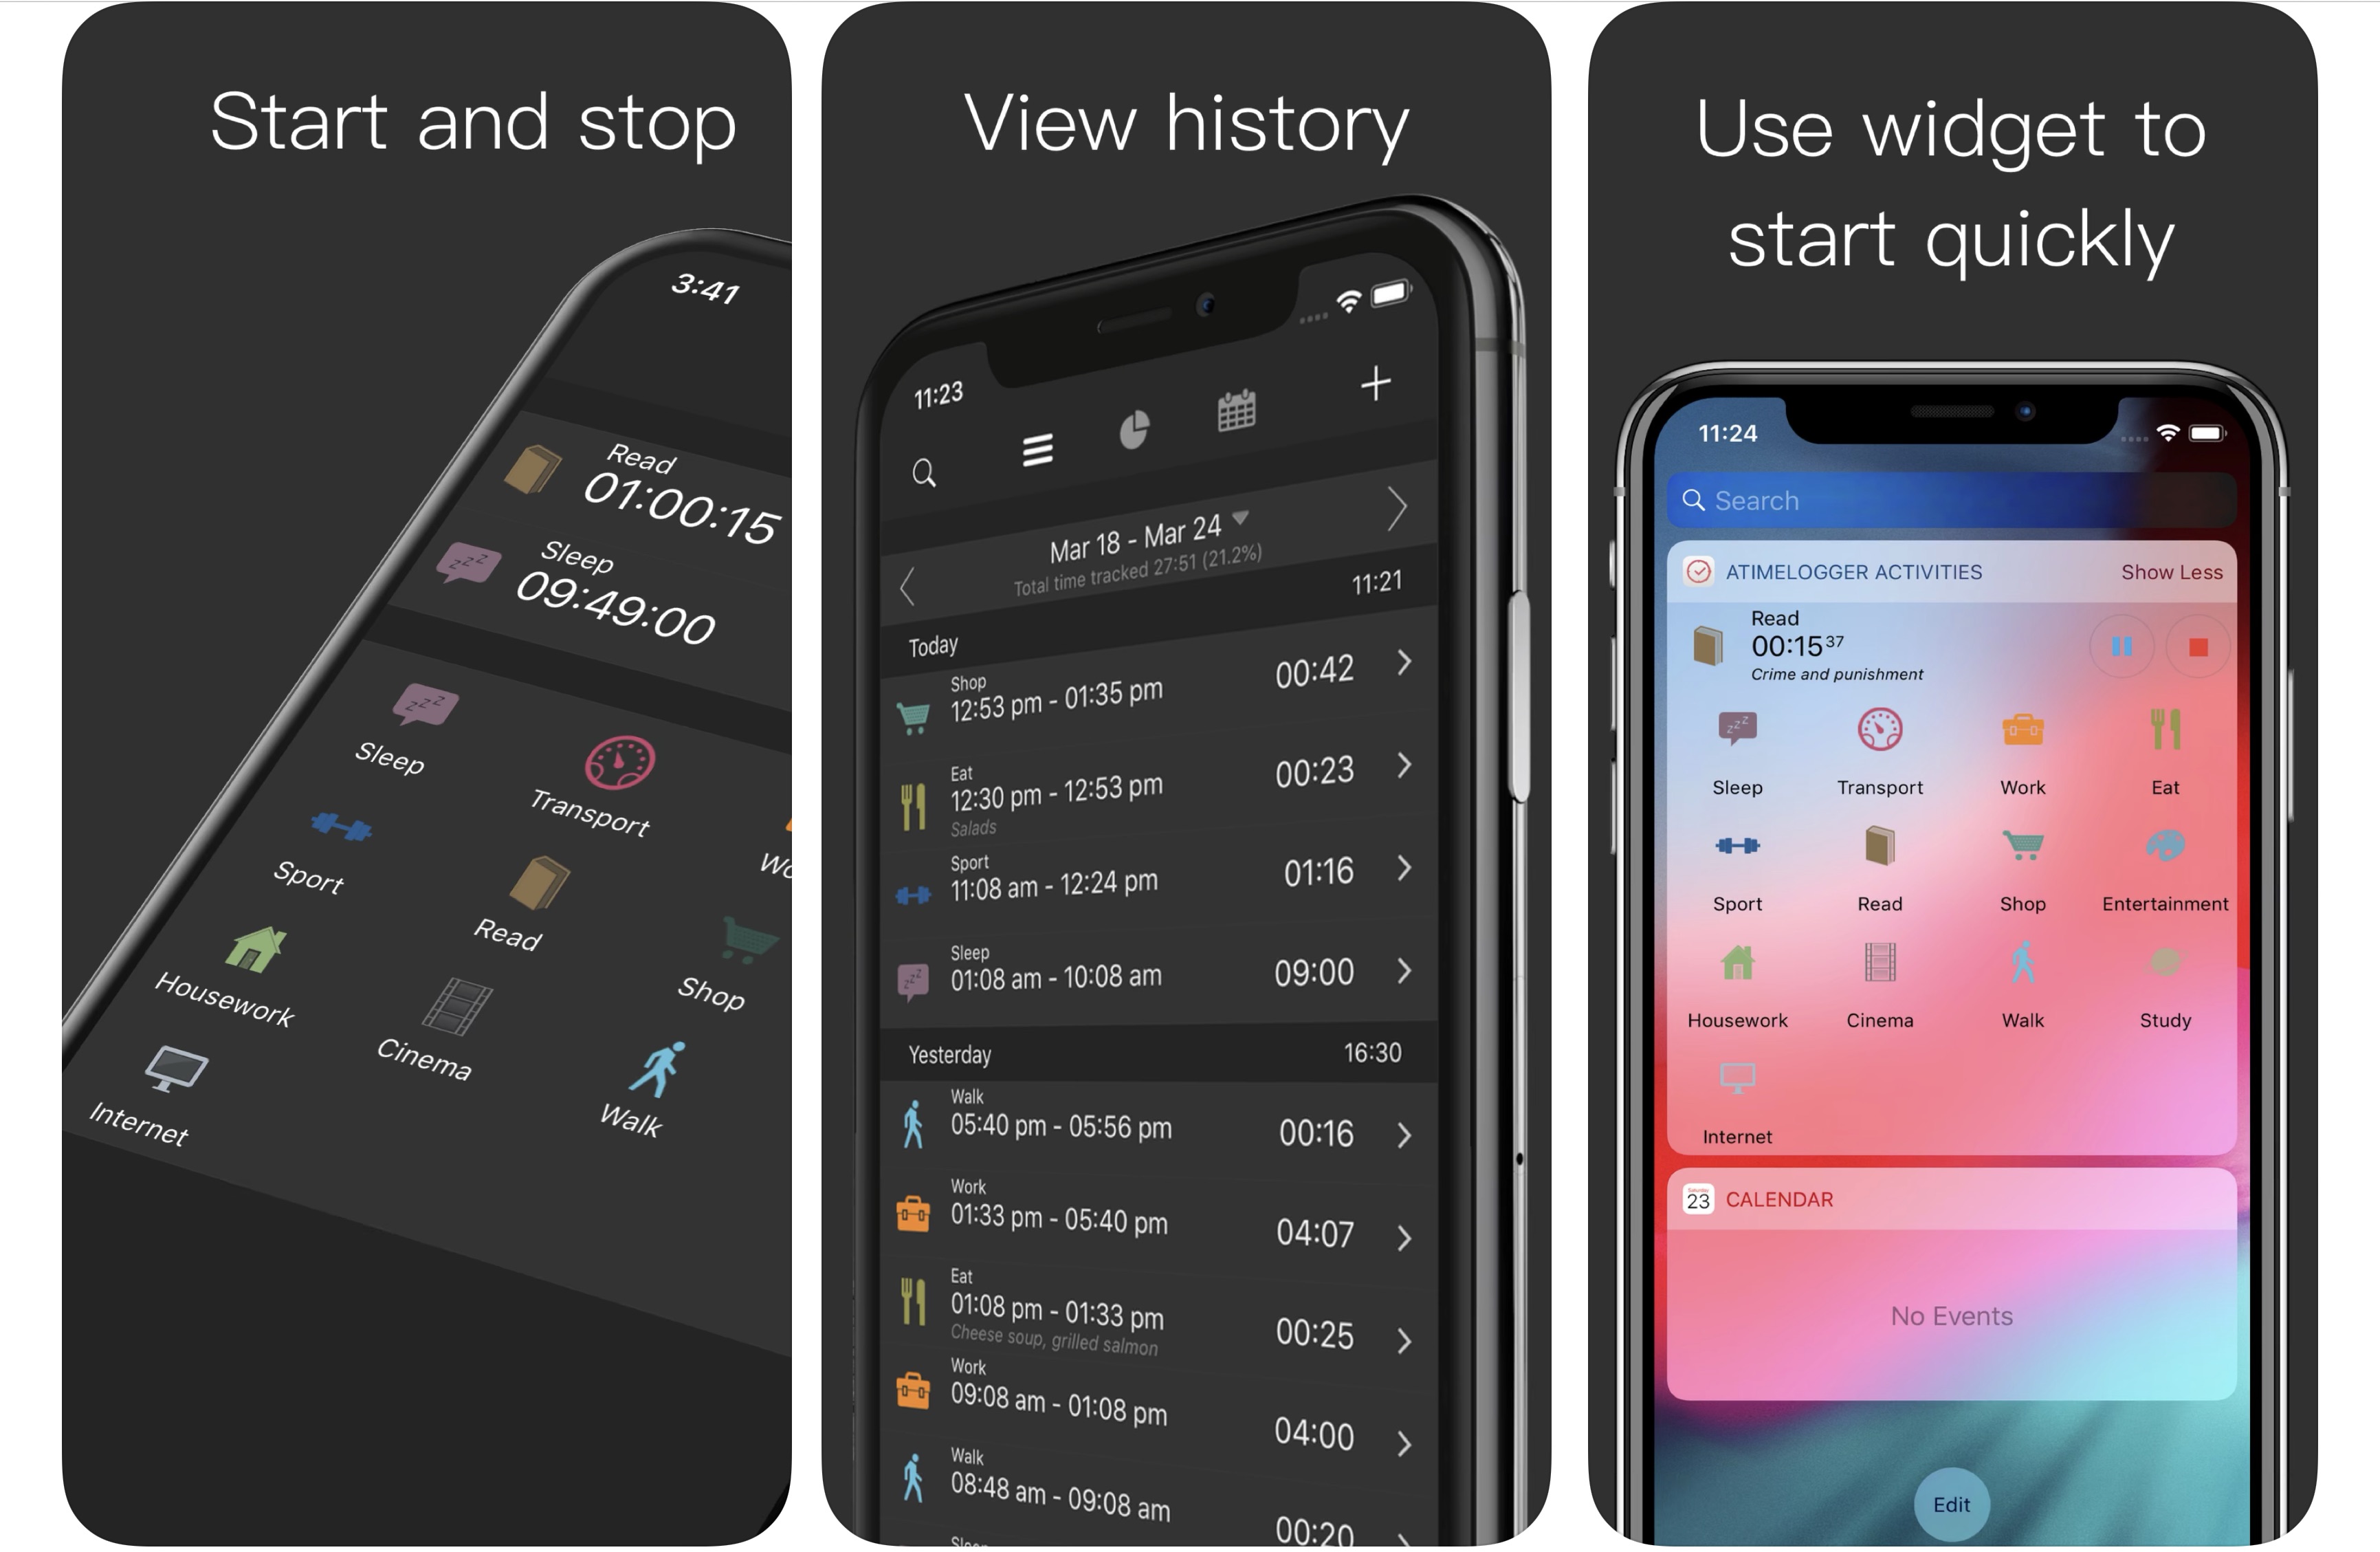 Start and stop
3:41
Read
01:00:15
Sleep
09:49:00
Sleep
Transport
Wo
Sport
Read
Shop
Housework
Cinema
Walk
Internet
View history
11:23
Mar 18 - Mar 24
Total time tracked 27:51 (21.2%)
Today 11:21
Shop
12:53 pm - 01:35 pm 00:42
Eat
12:30 pm - 12:53 pm 00:23
Salads
Sport
11:08 am - 12:24 pm 01:16
Sleep
01:08 am - 10:08 am 09:00
Yesterday 16:30
Walk
05:40 pm - 05:56 pm 00:16
Work
01:33 pm - 05:40 pm 04:07
Eat
01:08 pm - 01:33 pm 00:25
Cheese soup, grilled salmon
Work
09:08 am - 01:08 pm 04:00
Walk
08:48 am - 09:08 am 00:20
Sleep
Use widget to
start quickly
11:24
Search
ATIMELOGGER ACTIVITIES Show Less
Read
00:15 37
Crime and punishment
Sleep Transport Work Eat
Sport Read Shop Entertainment
Housework Cinema Walk Study
Internet
23 CALENDAR
No Events
Edit